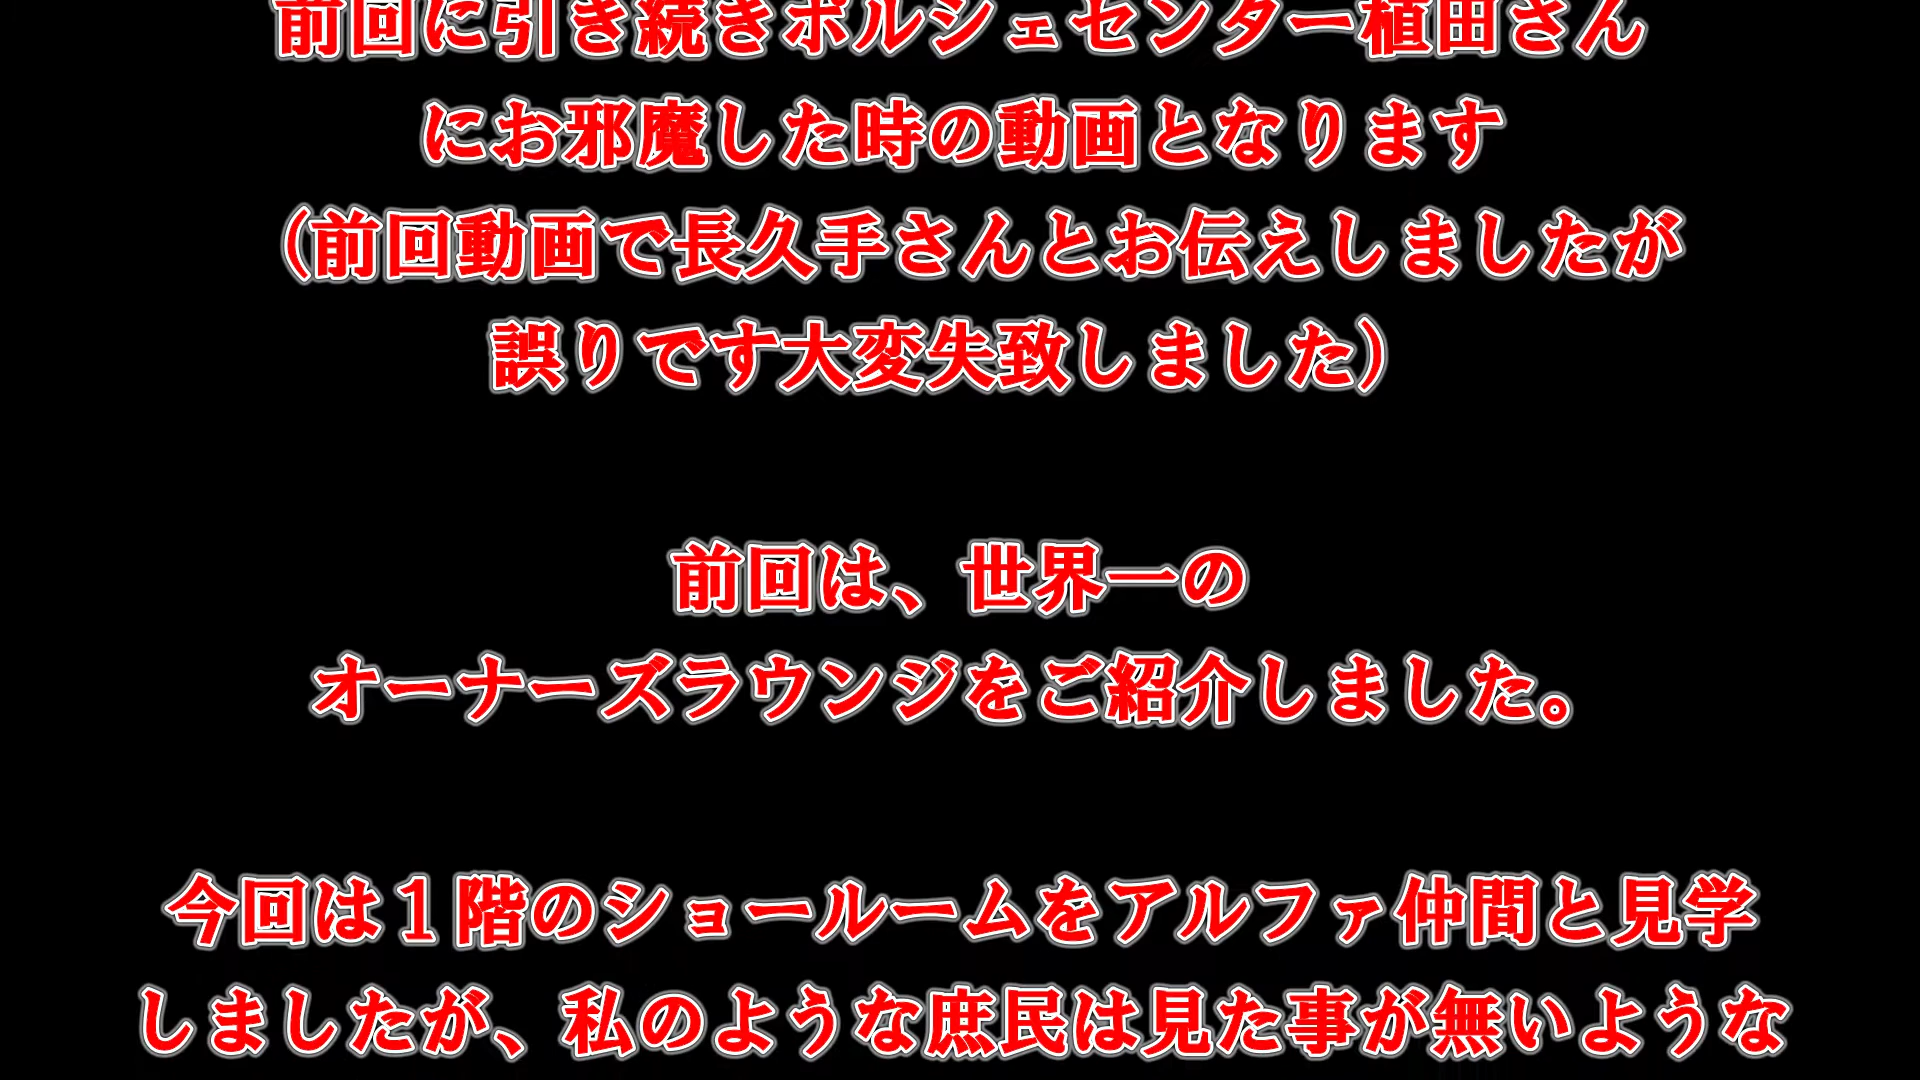 前回に引き続きポルシェセンター植田さん
にお邪魔した時の動画となります
（前回動画で長久手さんとお伝えしましたが
誤りです大変失致しました）
前回は、世界一の
オーナーズラウンジをご紹介しました。
今回は１階のショールームをアルファ仲間と見学
しましたが、私のような庶民は見た事が無いような